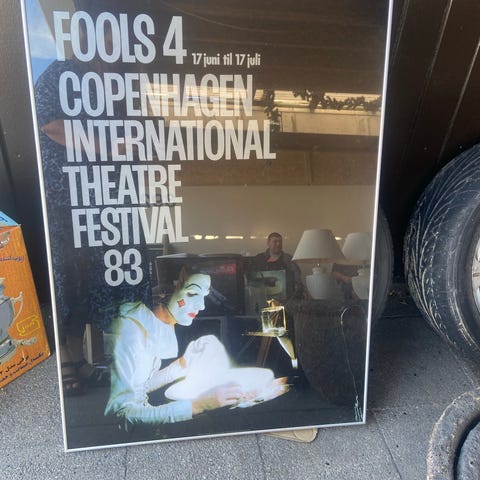 FOOLS 4 17 juni til 17 juli
COPENHAGEN
INTERNATIONAL
THEATRE
FESTIVAL
83